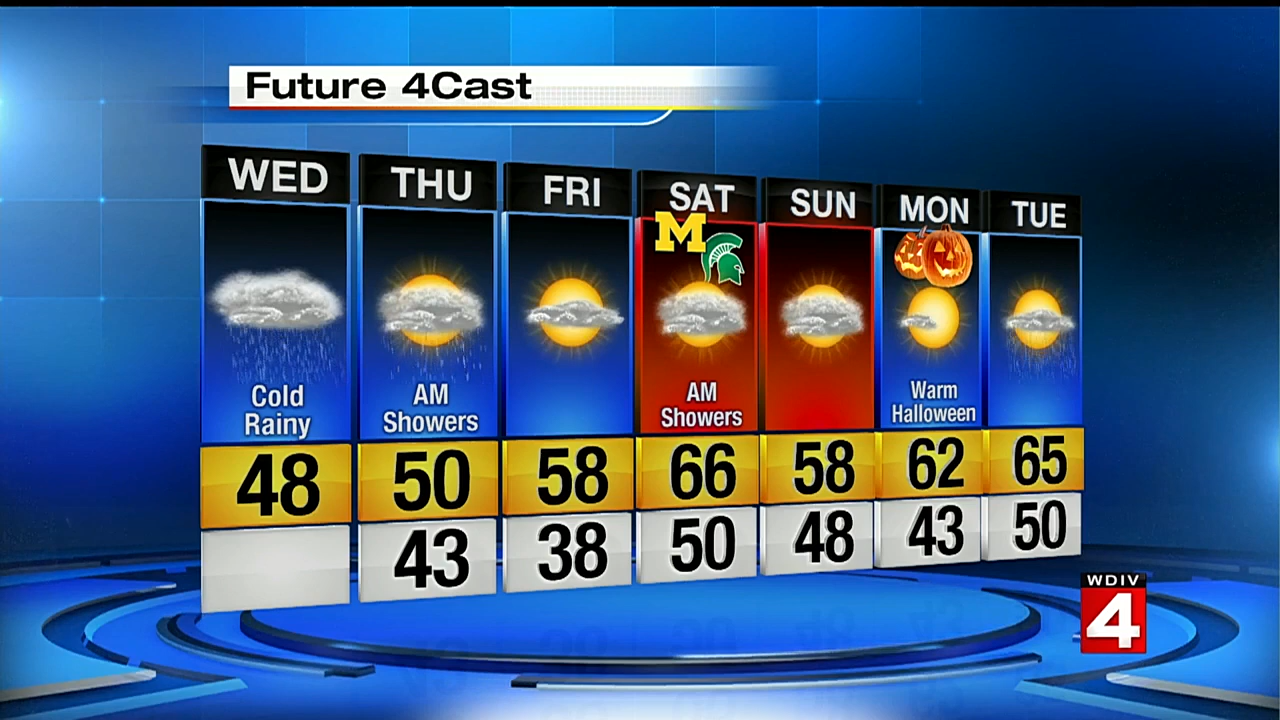 Future 4Cast
WED THU FRI SAT SUN MON TUE
M
Cold
Rainy
AM
Showers
AM
Showers
Warm
Halloween
48 50 58 66 58 62 65
43 38 50 48 43 50
WDIV
4